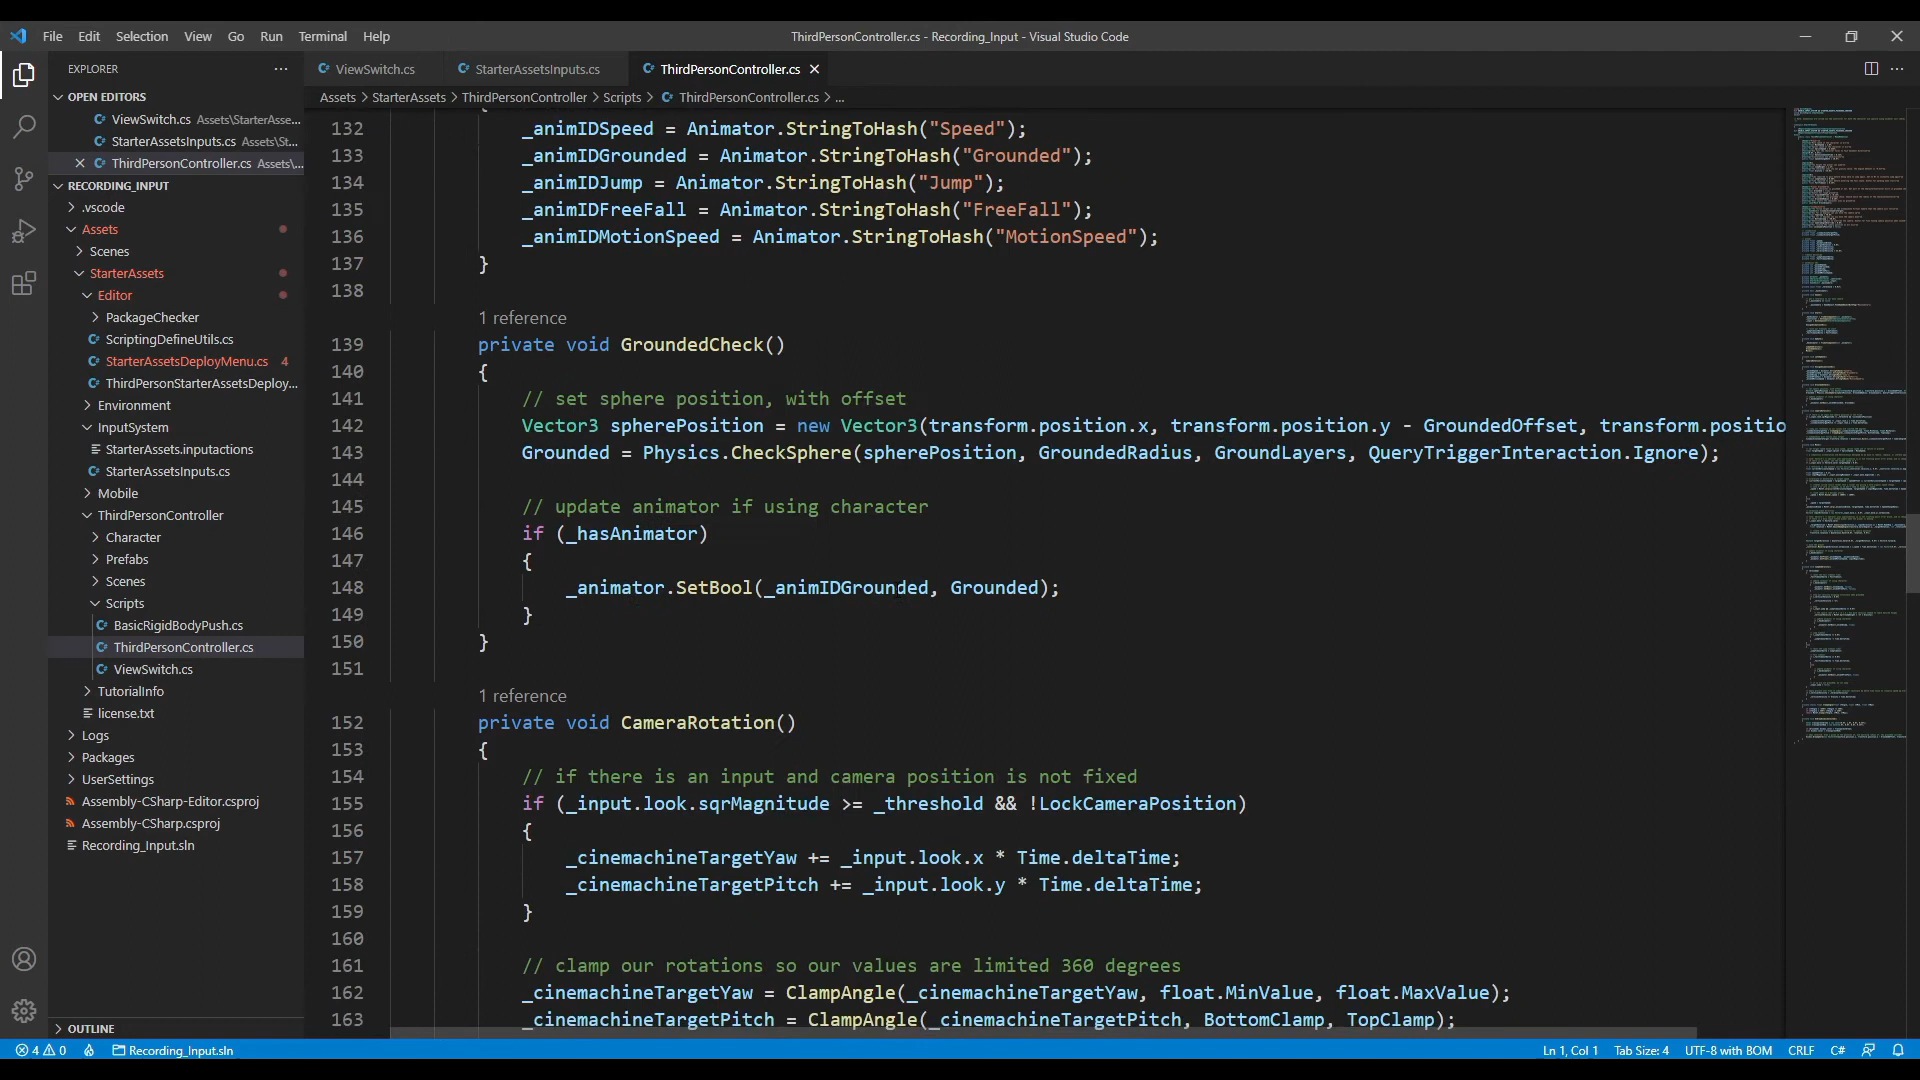 File Edit Selection View Go Run Terminal Help
ThirdPersonController.cs - Recording_Input - Visual Studio Code
EXPLORER
ViewSwitch.cs
StarterAssetsInputs.cs
ThirdPersonController.cs
Assets > StarterAssets > ThirdPersonController > Scripts > ThirdPersonController.cs > ...
OPEN EDITORS
ViewSwitch.cs Assets\StarterAsse...
StarterAssetsInputs.cs Assets\St...
ThirdPersonController.cs Assets\...
RECORDING_INPUT
.vscode
Assets
Scenes
StarterAssets
Editor
PackageChecker
ScriptingDefineUtils.cs
StarterAssetsDeployMenu.cs 4
ThirdPersonStarterAssetsDeploy...
Environment
InputSystem
StarterAssets.inputactions
StarterAssetsInputs.cs
Mobile
ThirdPersonController
Character
Prefabs
Scenes
Scripts
BasicRigidBodyPush.cs
ThirdPersonController.cs
ViewSwitch.cs
TutorialInfo
license.txt
Logs
Packages
UserSettings
Assembly-CSharp-Editor.csproj
Assembly-CSharp.csproj
Recording_Input.sln
OUTLINE
132 _animIDSpeed = Animator.StringToHash("Speed");
133 _animIDGrounded = Animator.StringToHash("Grounded");
134 _animIDJump = Animator.StringToHash("Jump");
135 _animIDFreeFall = Animator.StringToHash("FreeFall");
136 _animIDMotionSpeed = Animator.StringToHash("MotionSpeed");
137 }
138
1 reference
139 private void GroundedCheck()
140 {
141 // set sphere position, with offset
142 Vector3 spherePosition = new Vector3(transform.position.x, transform.position.y - GroundedOffset, transform.positio
143 Grounded = Physics.CheckSphere(spherePosition, GroundedRadius, GroundLayers, QueryTriggerInteraction.Ignore);
144
145 // update animator if using character
146 if (_hasAnimator)
147 {
148 _animator.SetBool(_animIDGrounded, Grounded);
149 }
150 }
151
1 reference
152 private void CameraRotation()
153 {
154 // if there is an input and camera position is not fixed
155 if (_input.look.sqrMagnitude >= _threshold && !LockCameraPosition)
156 {
157 _cinemachineTargetYaw += _input.look.x * Time.deltaTime;
158 _cinemachineTargetPitch += _input.look.y * Time.deltaTime;
159 }
160
161 // clamp our rotations so our values are limited 360 degrees
162 _cinemachineTargetYaw = ClampAngle(_cinemachineTargetYaw, float.MinValue, float.MaxValue);
163 _cinemachineTargetPitch = ClampAngle(_cinemachineTargetPitch, BottomClamp, TopClamp);
4 0 Recording_Input.sln Ln 1, Col 1 Tab Size: 4 UTF-8 with BOM CRLF C#